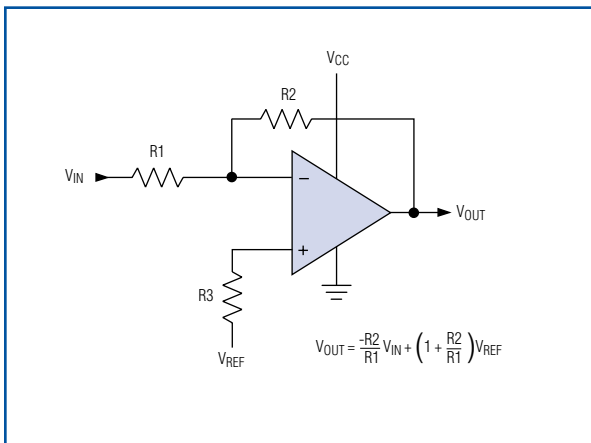 VCC
R2
R1
VIN
−
VOUT
+
R3
VREF
VOUT = -R2/R1 VIN + (1 + R2/R1) VREF